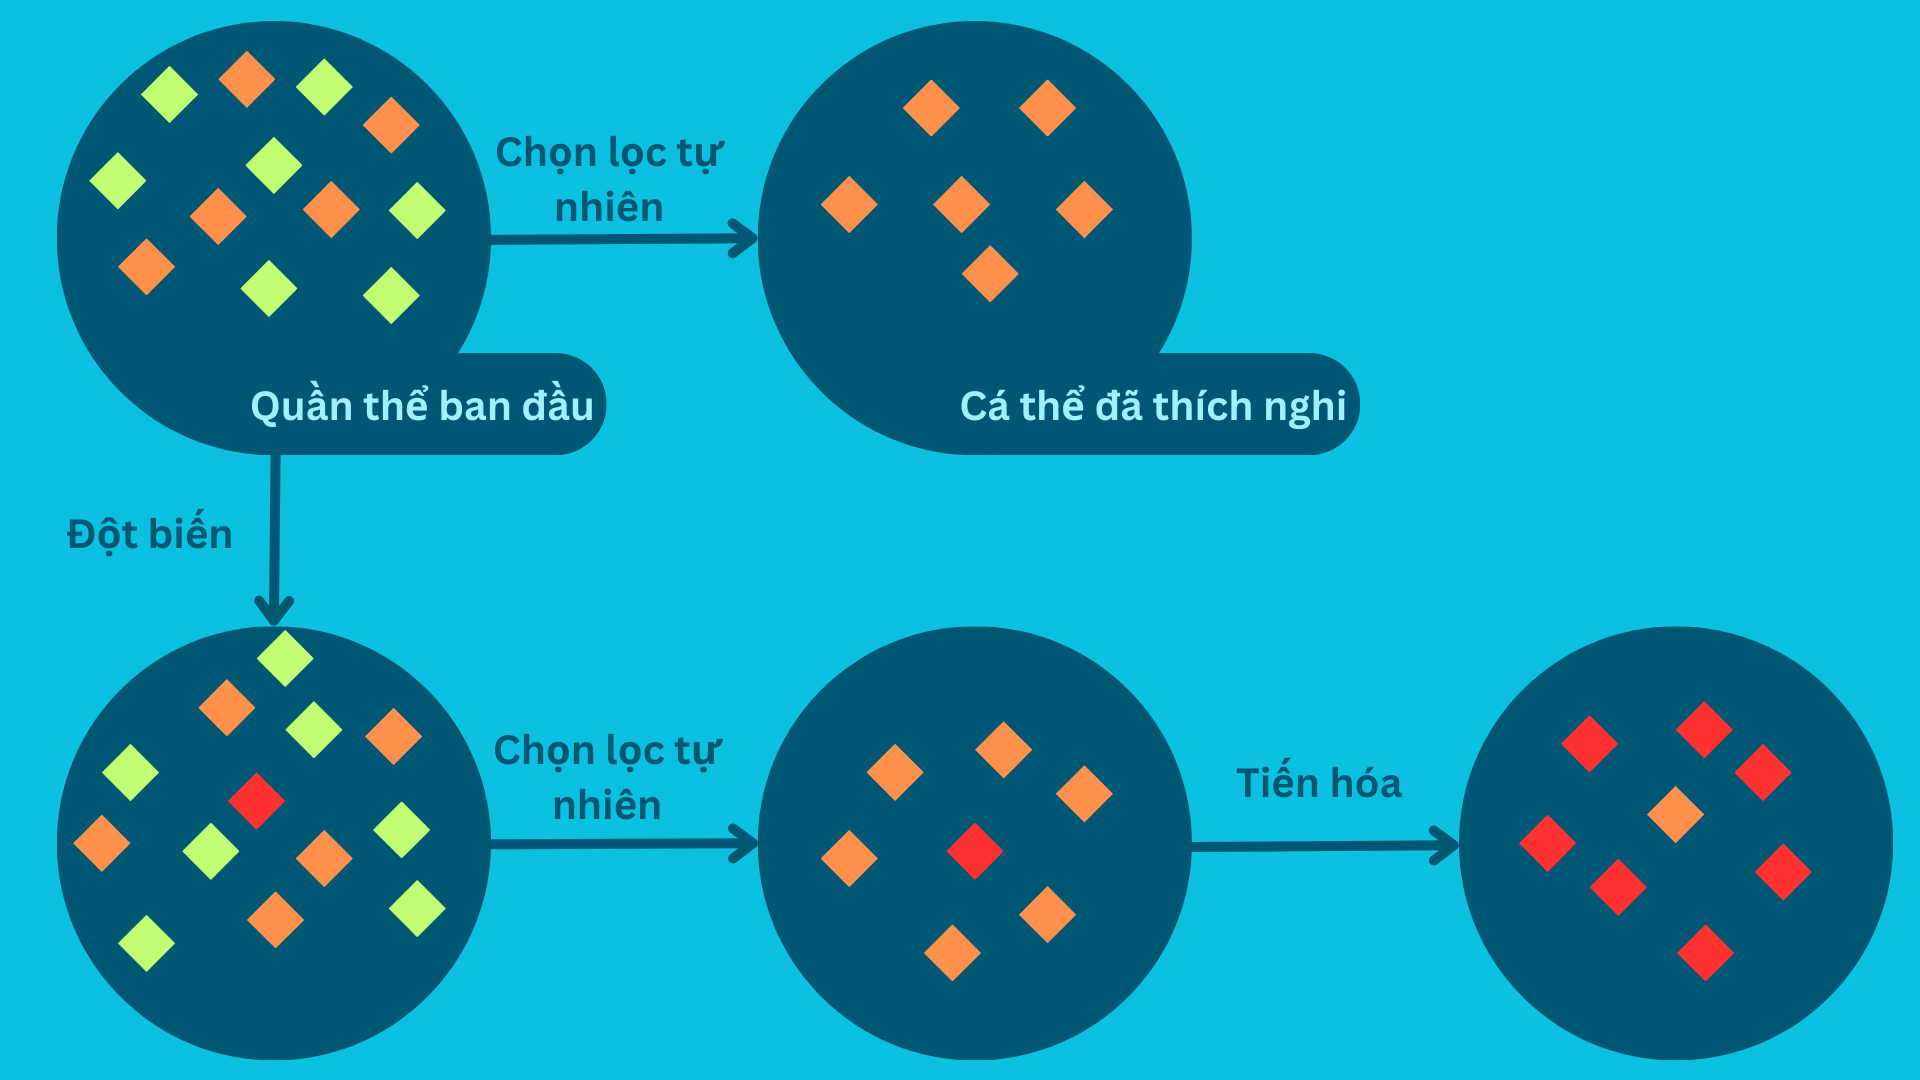 Chọn lọc tự
nhiên
Quần thể ban đầu
Cá thể đã thích nghi
Đột biến
Chọn lọc tự
nhiên
Tiến hóa